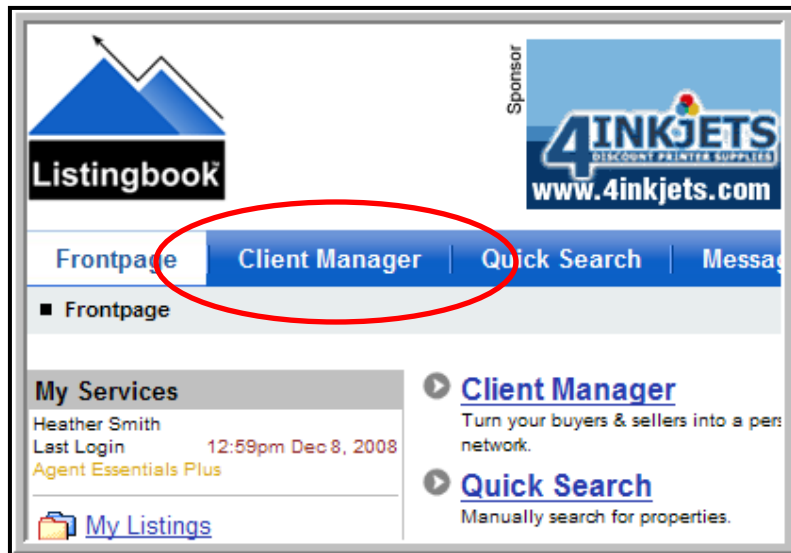 Listingbook
Sponsor
4INKJETS
DISCOUNT PRINTER SUPPLIES
www.4inkjets.com
Frontpage Client Manager Quick Search Messag
■ Frontpage
My Services
Heather Smith
Last Login 12:59pm Dec 8, 2008
Agent Essentials Plus
My Listings
Client Manager
Turn your buyers & sellers into a pers
network.
Quick Search
Manually search for properties.